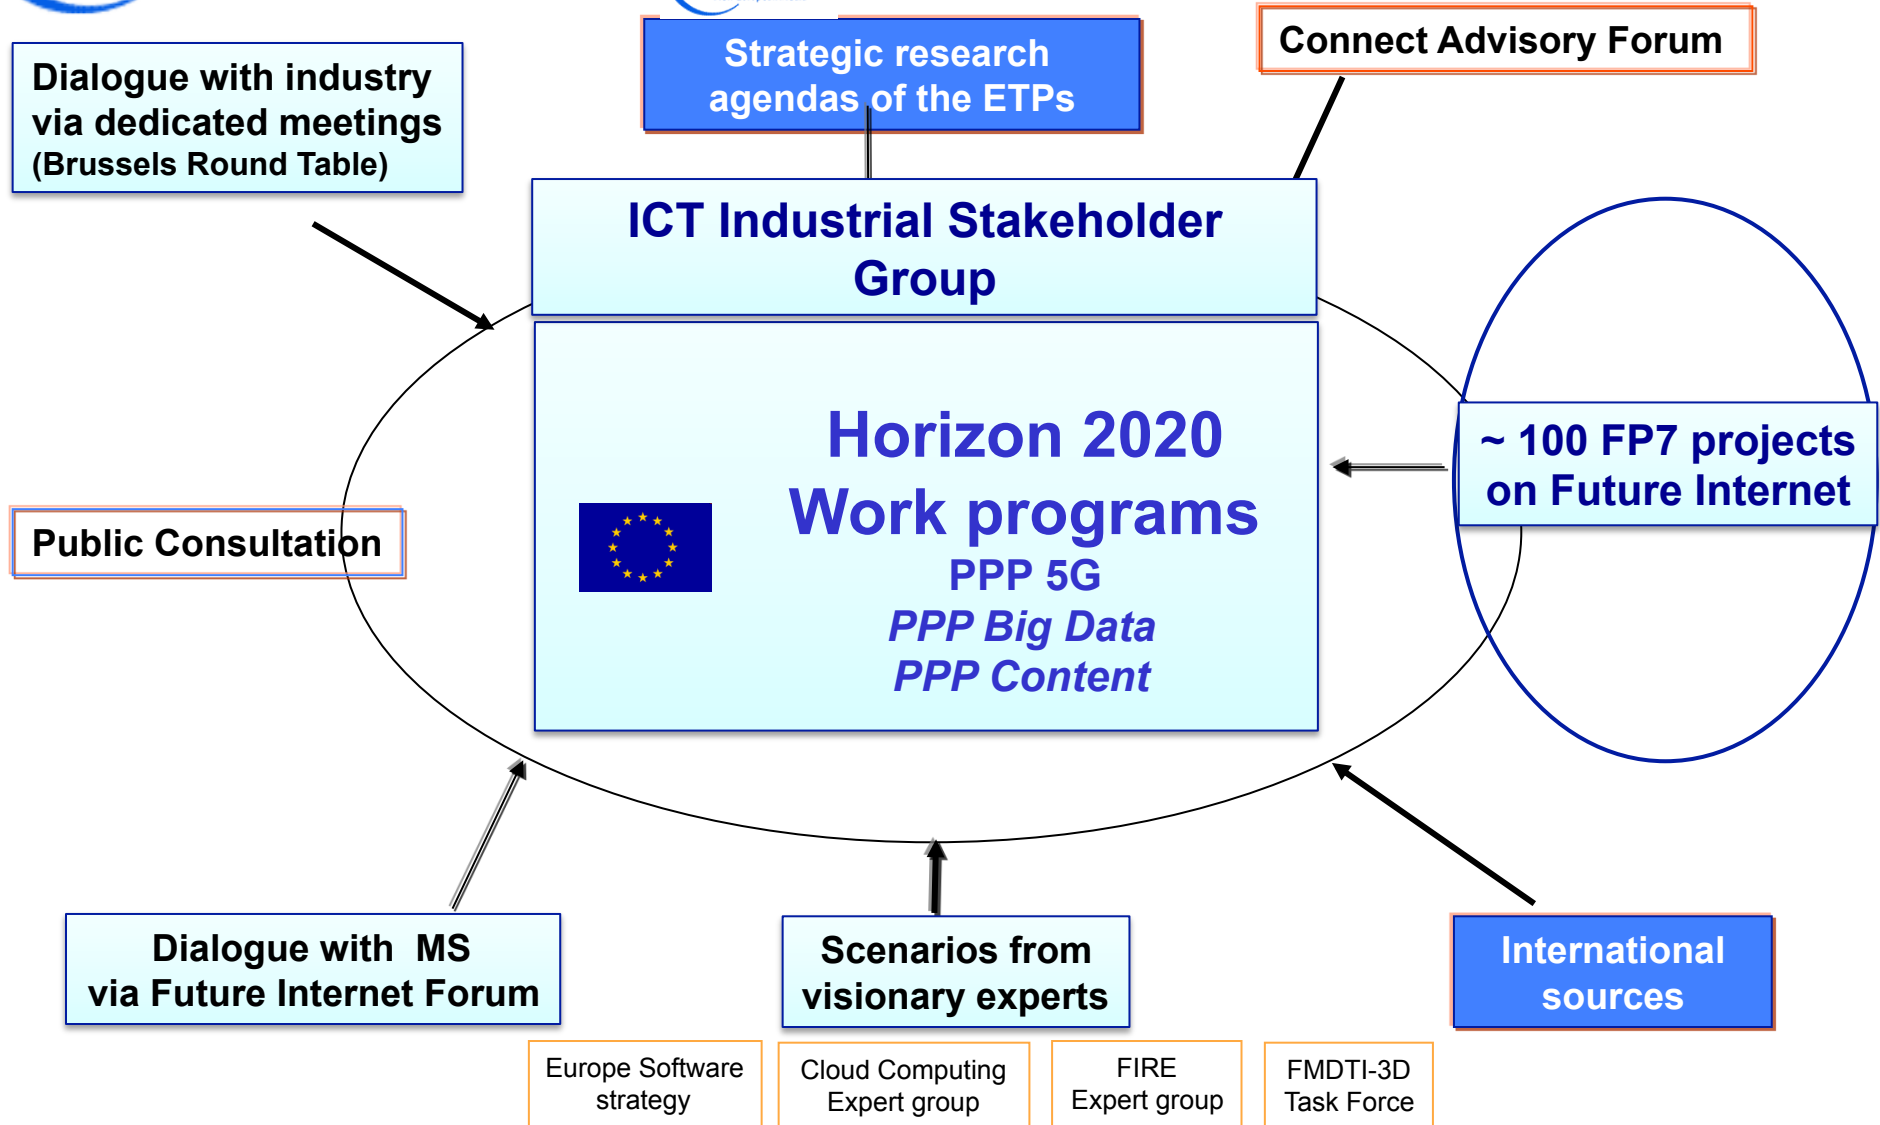 Strategic research
agendas of the ETPs
Connect Advisory Forum
Dialogue with industry
via dedicated meetings
(Brussels Round Table)
ICT Industrial Stakeholder
Group
Horizon 2020
Work programs
PPP 5G
PPP Big Data
PPP Content
~ 100 FP7 projects
on Future Internet
Public Consultation
Dialogue with  MS
via Future Internet Forum
Scenarios from
visionary experts
International
sources
Europe Software
strategy
Cloud Computing
Expert group
FIRE
Expert group
FMDTI-3D
Task Force